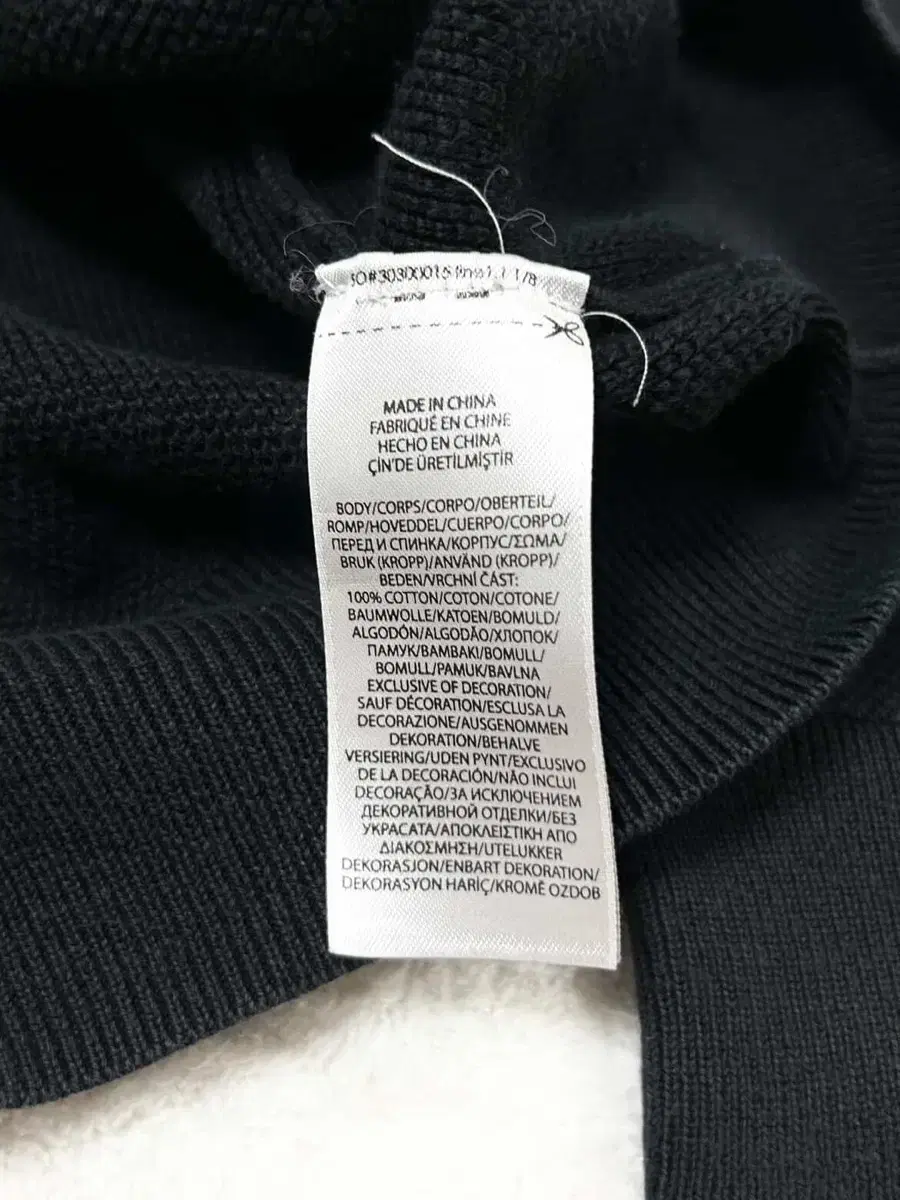 MADE IN CHINA
FABRIQUÉ EN CHINE
HECHO EN CHINA
ÇİN'DE ÜRETİLMİŞTİR
BODY/CORPS/CORPO/OBERTEIL/
ROMP/HOVEDDEL/CUERPO/CORPO/
ПЕРЕД И СПИНКА/КОРПУС/ΣΩΜΑ/
BRUK (KROPP)/ANVÄND (KROPP)/
BEDEN/VRCHNÍ ČÁST:
100% COTTON/COTON/COTONE/
BAUMWOLLE/KATOEN/BOMULD/
ALGODÓN/ALGODÃO/ХЛОПОК/
ПАМУК/ΒΑΜΒΑΚΙ/BOMULL/
BOMULL/PAMUK/BAVLNA
EXCLUSIVE OF DECORATION/
SAUF DÉCORATION/ESCLUSA LA
DECORAZIONE/AUSGENOMMEN
DEKORATION/BEHALVE
VERSIERING/UDEN PYNT/EXCLUSIVO
DE LA DECORACIÓN/NÃO INCLUI
DECORAÇÃO/ЗА ИСКЛЮЧЕНИЕМ
ДЕКОРАТИВНОЙ ОТДЕЛКИ/БЕЗ
УКРАСАТА/ΑΠΟΚΛΕΙΣΤΙΚΗ ΑΠΟ
ΔΙΑΚΟΣΜΗΣΗ/UTELUKKER
DEKORASJON/ENBART DEKORATION/
DEKORASYON HARİÇ/KROMĚ OZDOB